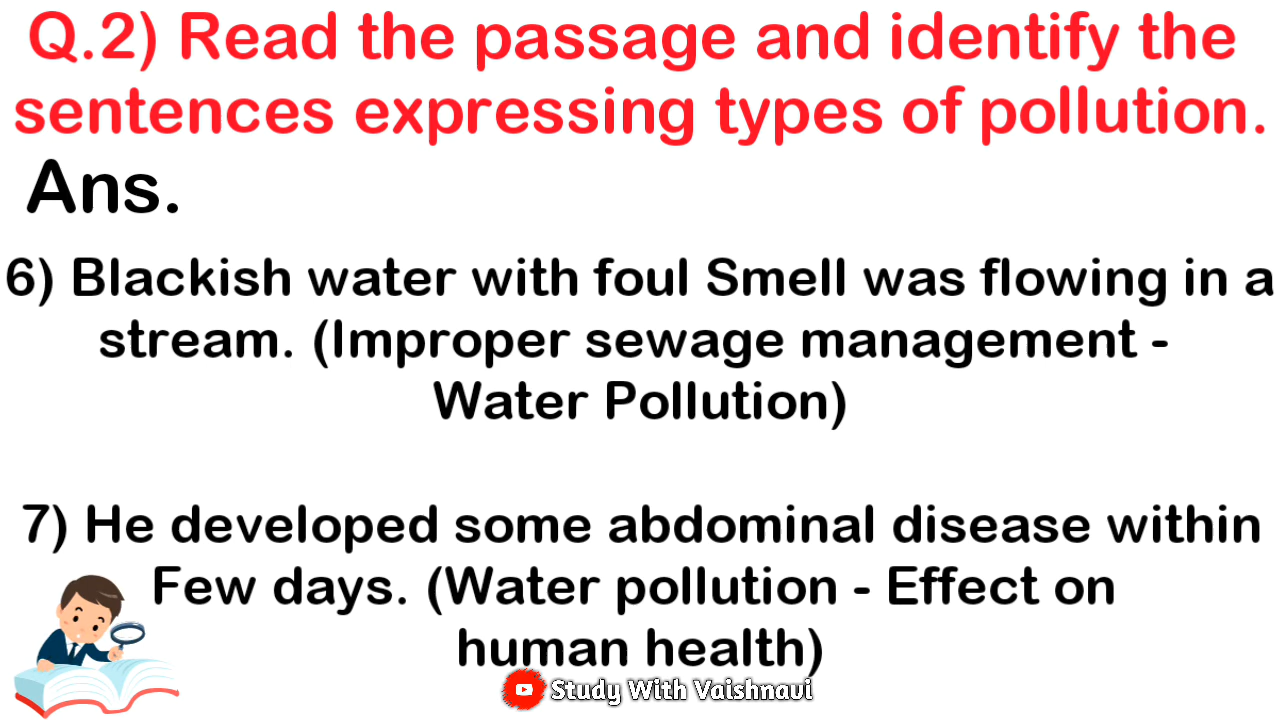 Q.2) Read the passage and identify the
sentences expressing types of pollution.
Ans.
6) Blackish water with foul Smell was flowing in a
stream. (Improper sewage management -
Water Pollution)
7) He developed some abdominal disease within
Few days. (Water pollution - Effect on
human health)
Study With Vaishnavi